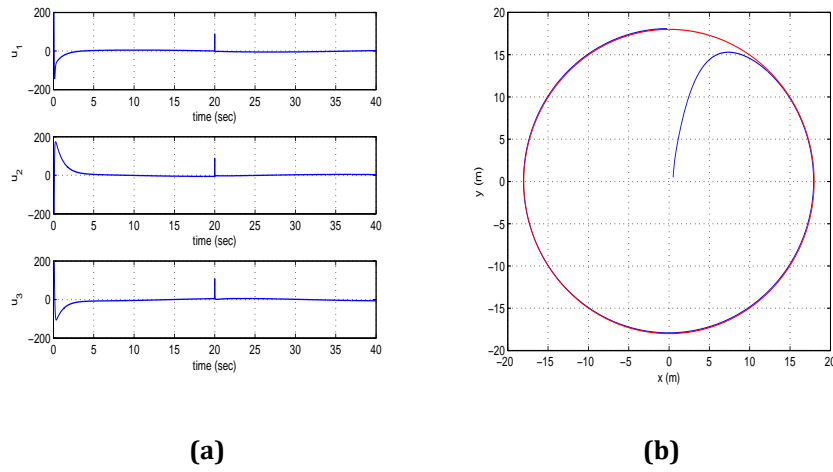 200
0
−200
u₁
0 5 10 15 20 25 30 35 40
time (sec)
200
0
−200
u₂
0 5 10 15 20 25 30 35 40
time (sec)
200
0
−200
u₃
0 5 10 15 20 25 30 35 40
time (sec)
(a)
20
15
10
5
0
−5
−10
−15
−20
y (m)
−20 −15 −10 −5 0 5 10 15 20
x (m)
(b)